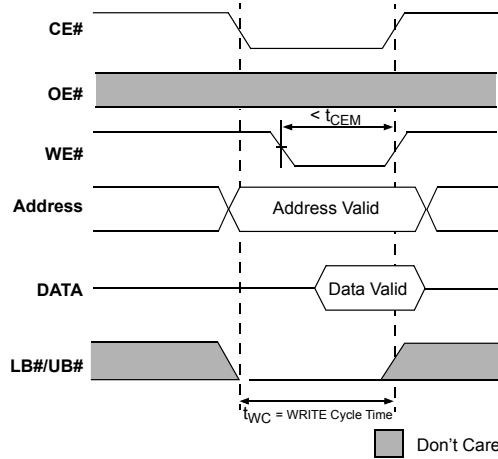 CE#
OE#
< tCEM
WE#
Address
Address Valid
DATA
Data Valid
LB#/UB#
tWC = WRITE Cycle Time
Don't Care